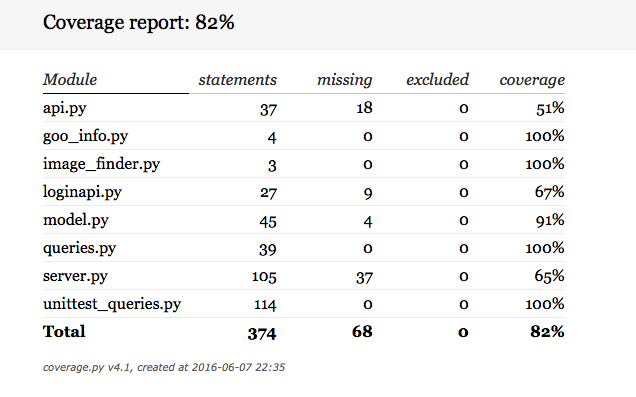 Coverage report: 82%
Module statements missing excluded coverage
api.py 37 18 0 51%
goo_info.py 4 0 0 100%
image_finder.py 3 0 0 100%
loginapi.py 27 9 0 67%
model.py 45 4 0 91%
queries.py 39 0 0 100%
server.py 105 37 0 65%
unittest_queries.py 114 0 0 100%
Total 374 68 0 82%
coverage.py v4.1, created at 2016-06-07 22:35